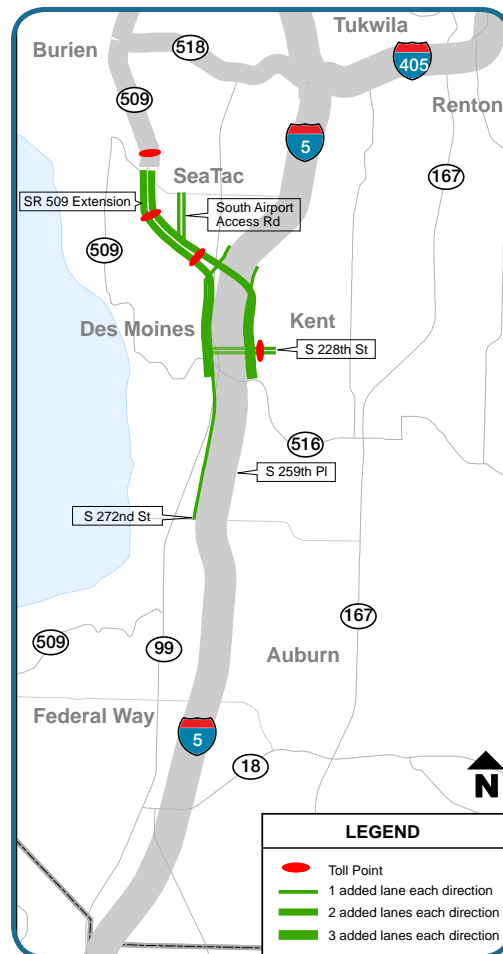 Tukwila
Burien
518
405
509
Renton
5
167
SeaTac
SR 509 Extension
South Airport
Access Rd
509
Des Moines
Kent
S 228th St
516
S 259th Pl
S 272nd St
167
509
99
Auburn
Federal Way
5
18
N
LEGEND
Toll Point
1 added lane each direction
2 added lanes each direction
3 added lanes each direction